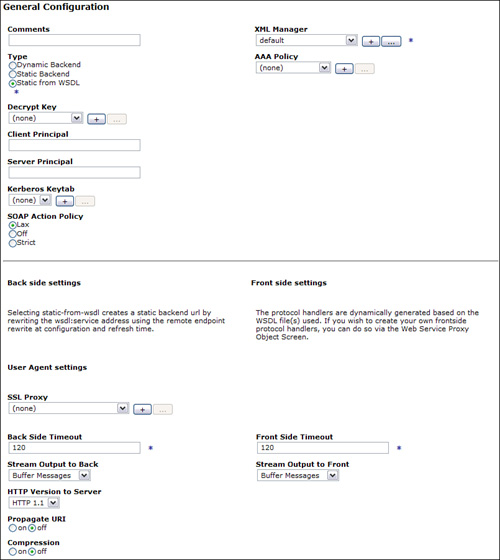 General Configuration
Comments
XML Manager
default
+
...
*
Type
Dynamic Backend
Static Backend
Static from WSDL
*
AAA Policy
(none)
+
...
Decrypt Key
(none)
+
...
Client Principal
Server Principal
Kerberos Keytab
(none)
+
...
SOAP Action Policy
Lax
Off
Strict
Back side settings
Selecting static-from-wsdl creates a static backend url by
rewriting the wsdl:service address using the remote endpoint
rewrite at configuration and refresh time.
Front side settings
The protocol handlers are dynamically generated based on the
WSDL file(s) used. If you wish to create your own frontside
protocol handlers, you can do so via the Web Service Proxy
Object Screen.
User Agent settings
SSL Proxy
(none)
+
...
Back Side Timeout
120
*
Front Side Timeout
120
*
Stream Output to Back
Buffer Messages
Stream Output to Front
Buffer Messages
HTTP Version to Server
HTTP 1.1
Propagate URI
on off
Compression
on off